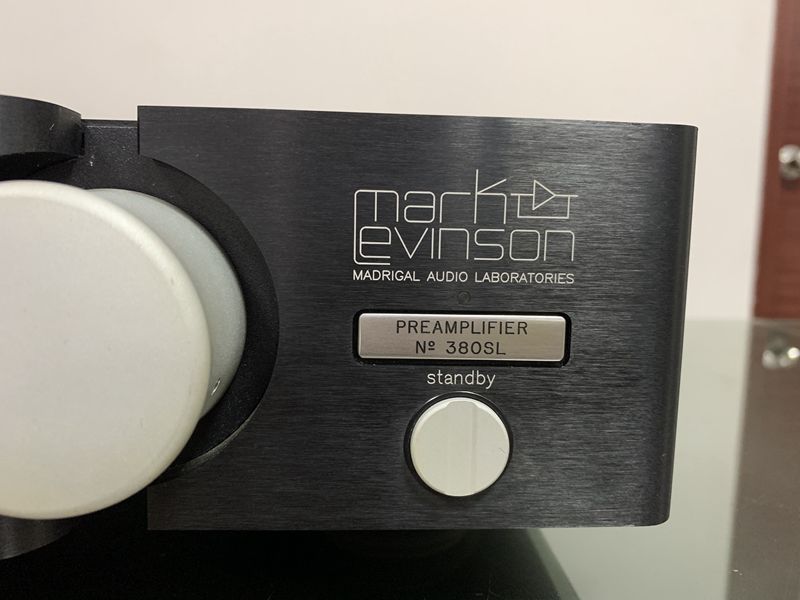 mark
Levinson
MADRIGAL AUDIO LABORATORIES
PREAMPLIFIER
Nº 380SL
standby